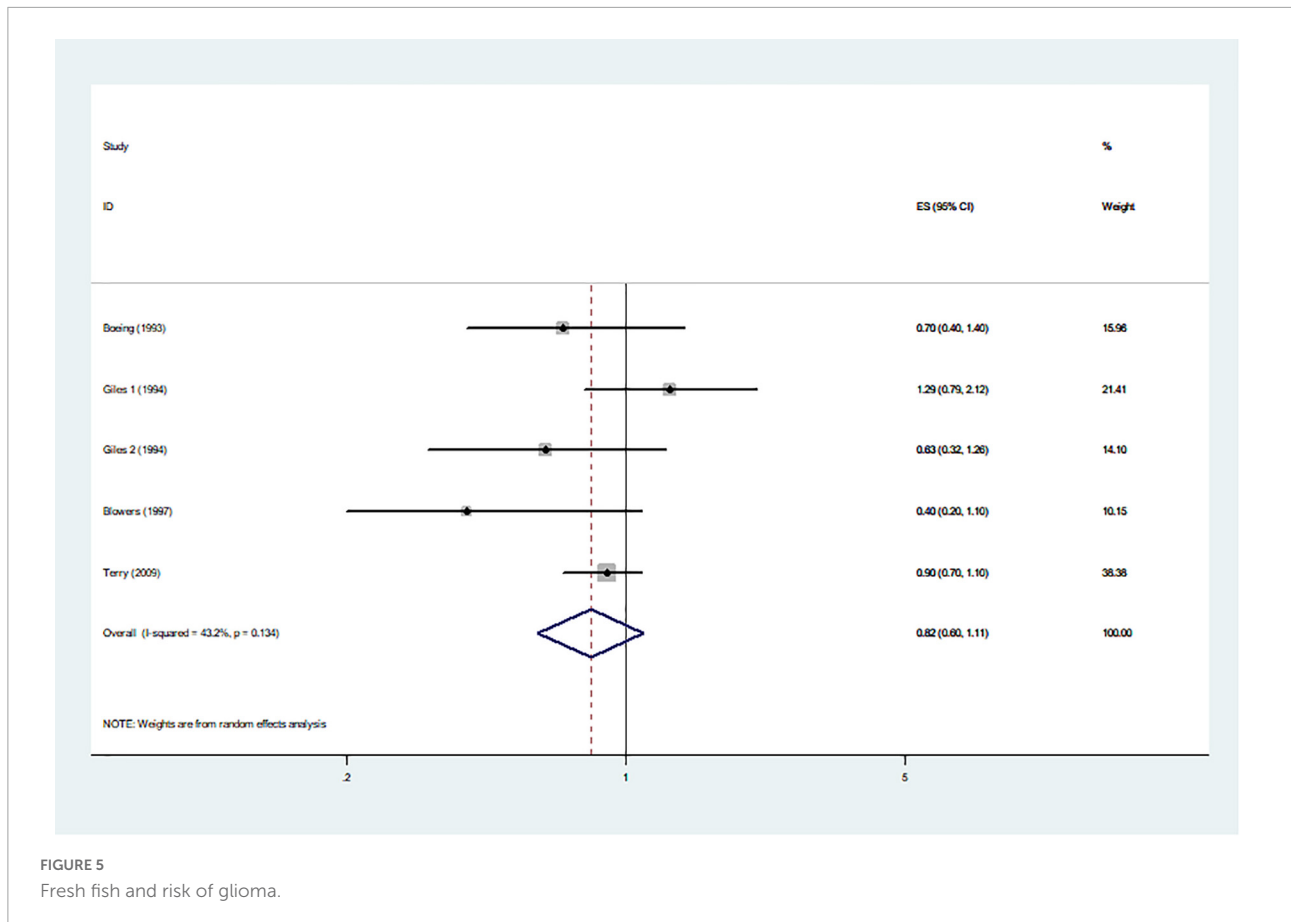 Study %
ID ES (95% CI) Weight
Boeing (1993) 0.70 (0.40, 1.40) 15.96
Giles 1 (1994) 1.29 (0.79, 2.12) 21.41
Giles 2 (1994) 0.63 (0.32, 1.26) 14.10
Blowers (1997) 0.40 (0.20, 1.10) 10.15
Terry (2009) 0.90 (0.70, 1.10) 38.38
Overall (I-squared = 43.2%, p = 0.134) 0.82 (0.60, 1.11) 100.00
NOTE: Weights are from random effects analysis
.2 1 5
FIGURE 5
Fresh fish and risk of glioma.